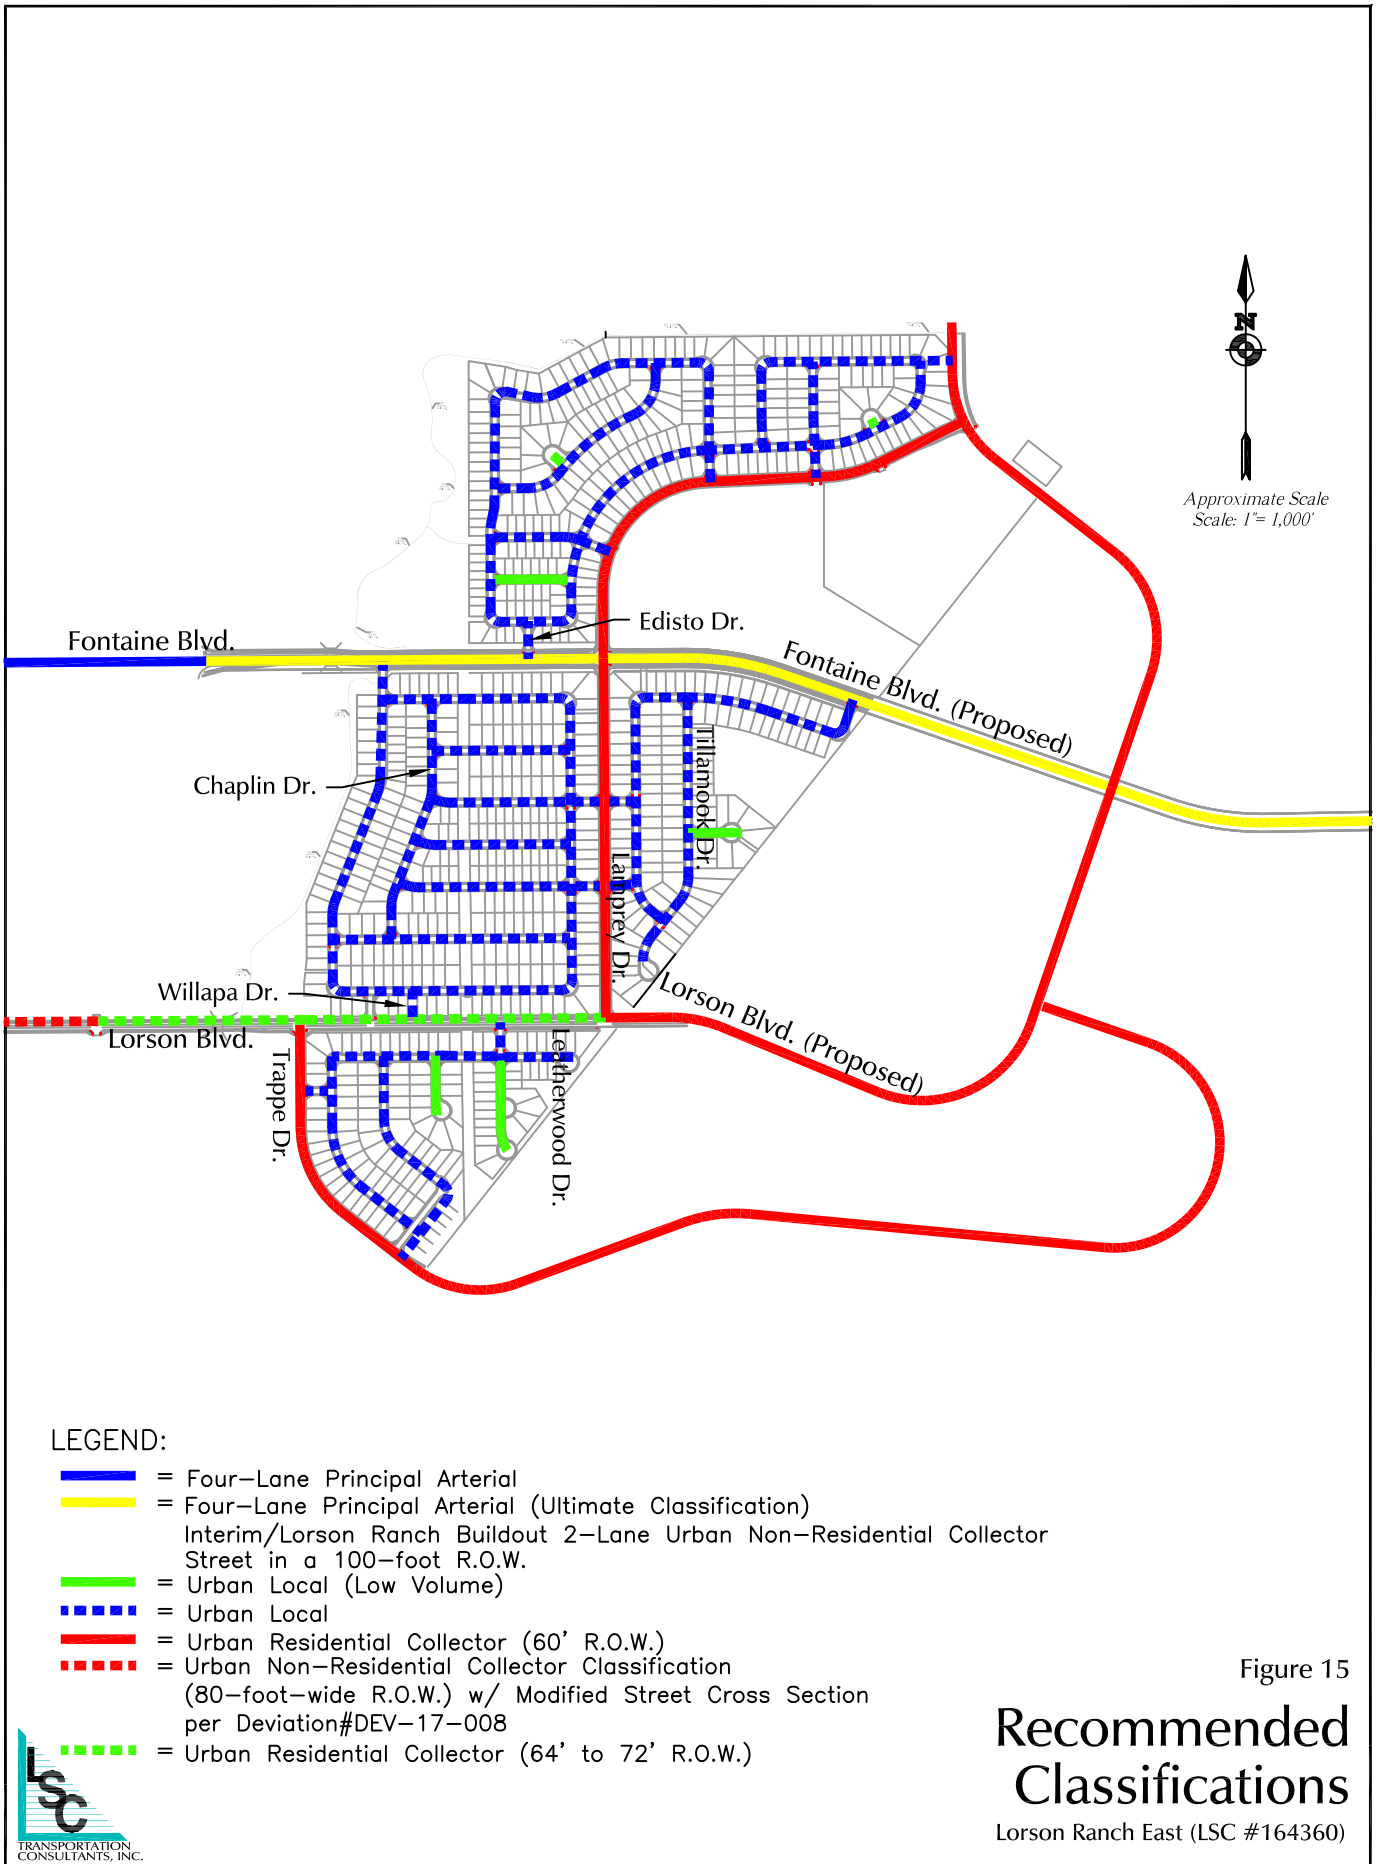 N
Approximate Scale
Scale: 1"= 1,000'
Edisto Dr.
Fontaine Blvd.
Fontaine Blvd. (Proposed)
Tillamook Dr.
Chaplin Dr.
Lamprey Dr.
Willapa Dr.
Lorson Blvd. (Proposed)
Lorson Blvd.
Trappe Dr.
Leatherwood Dr.
LEGEND:
= Four-Lane Principal Arterial
= Four-Lane Principal Arterial (Ultimate Classification)
Interim/Lorson Ranch Buildout 2-Lane Urban Non-Residential Collector
Street in a 100-foot R.O.W.
= Urban Local (Low Volume)
= Urban Local
= Urban Residential Collector (60' R.O.W.)
= Urban Non-Residential Collector Classification
(80-foot-wide R.O.W.) w/ Modified Street Cross Section
per Deviation#DEV-17-008
= Urban Residential Collector (64' to 72' R.O.W.)
Figure 15
Recommended
Classifications
Lorson Ranch East (LSC #164360)
LSC
TRANSPORTATION
CONSULTANTS, INC.